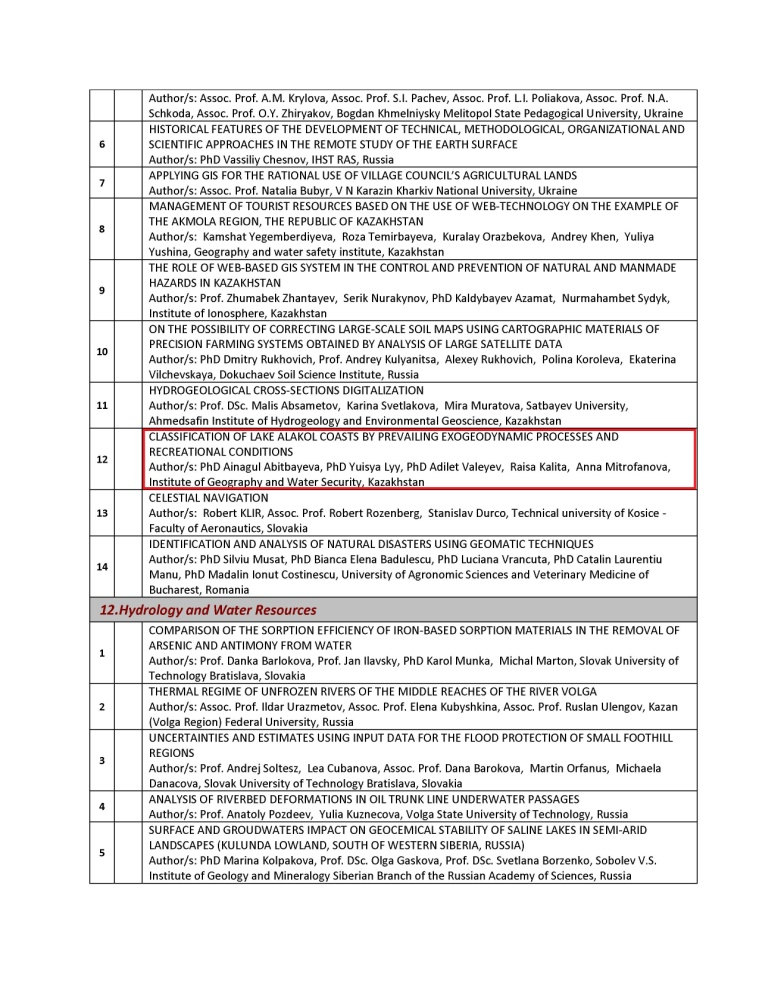 Author/s: Assoc. Prof. A.M. Krylova, Assoc. Prof. S.I. Pachev, Assoc. Prof. L.I. Poliakova, Assoc. Prof. N.A.
Schkoda, Assoc. Prof. O.Y. Zhiryakov, Bogdan Khmelniysky Melitopol State Pedagogical University, Ukraine
6
HISTORICAL FEATURES OF THE DEVELOPMENT OF TECHNICAL, METHODOLOGICAL, ORGANIZATIONAL AND
SCIENTIFIC APPROACHES IN THE REMOTE STUDY OF THE EARTH SURFACE
Author/s: PhD Vassiliy Chesnov, IHST RAS, Russia
7
APPLYING GIS FOR THE RATIONAL USE OF VILLAGE COUNCIL'S AGRICULTURAL LANDS
Author/s: Assoc. Prof. Natalia Bubyr, V N Karazin Kharkiv National University, Ukraine
8
MANAGEMENT OF TOURIST RESOURCES BASED ON THE USE OF WEB-TECHNOLOGY ON THE EXAMPLE OF
THE AKMOLA REGION, THE REPUBLIC OF KAZAKHSTAN
Author/s: Kamshat Yegemberdiyeva, Roza Temirbayeva, Kuralay Orazbekova, Andrey Khen, Yuliya
Yushina, Geography and water safety institute, Kazakhstan
9
THE ROLE OF WEB-BASED GIS SYSTEM IN THE CONTROL AND PREVENTION OF NATURAL AND MANMADE
HAZARDS IN KAZAKHSTAN
Author/s: Prof. Zhumabek Zhantayev, Serik Nurakynov, PhD Kaldybayev Azamat, Nurmahambet Sydyk,
Institute of Ionosphere, Kazakhstan
10
ON THE POSSIBILITY OF CORRECTING LARGE-SCALE SOIL MAPS USING CARTOGRAPHIC MATERIALS OF
PRECISION FARMING SYSTEMS OBTAINED BY ANALYSIS OF LARGE SATELLITE DATA
Author/s: PhD Dmitry Rukhovich, Prof. Andrey Kulyanitsa, Alexey Rukhovich, Polina Koroleva, Ekaterina
Vilchevskaya, Dokuchaev Soil Science Institute, Russia
11
HYDROGEOLOGICAL CROSS-SECTIONS DIGITALIZATION
Author/s: Prof. DSc. Malis Absametov, Karina Svetlakova, Mira Muratova, Satbayev University,
Ahmedsafin Institute of Hydrogeology and Environmental Geoscience, Kazakhstan
12
CLASSIFICATION OF LAKE ALAKOL COASTS BY PREVAILING EXOGEODYNAMIC PROCESSES AND
RECREATIONAL CONDITIONS
Author/s: PhD Ainagul Abitbayeva, PhD Yuisya Lyy, PhD Adilet Valeyev, Raisa Kalita, Anna Mitrofanova,
Institute of Geography and Water Security, Kazakhstan
13
CELESTIAL NAVIGATION
Author/s: Robert KLIR, Assoc. Prof. Robert Rozenberg, Stanislav Durco, Technical university of Kosice -
Faculty of Aeronautics, Slovakia
14
IDENTIFICATION AND ANALYSIS OF NATURAL DISASTERS USING GEOMATIC TECHNIQUES
Author/s: PhD Silviu Musat, PhD Bianca Elena Badulescu, PhD Luciana Vrancuta, PhD Catalin Laurentiu
Manu, PhD Madalin Ionut Costinescu, University of Agronomic Sciences and Veterinary Medicine of
Bucharest, Romania
12.Hydrology and Water Resources
1
COMPARISON OF THE SORPTION EFFICIENCY OF IRON-BASED SORPTION MATERIALS IN THE REMOVAL OF
ARSENIC AND ANTIMONY FROM WATER
Author/s: Prof. Danka Barlokova, Prof. Jan Ilavsky, PhD Karol Munka, Michal Marton, Slovak University of
Technology Bratislava, Slovakia
2
THERMAL REGIME OF UNFROZEN RIVERS OF THE MIDDLE REACHES OF THE RIVER VOLGA
Author/s: Assoc. Prof. Ildar Urazmetov, Assoc. Prof. Elena Kubyshkina, Assoc. Prof. Ruslan Ulengov, Kazan
(Volga Region) Federal University, Russia
3
UNCERTAINTIES AND ESTIMATES USING INPUT DATA FOR THE FLOOD PROTECTION OF SMALL FOOTHILL
REGIONS
Author/s: Prof. Andrej Soltesz, Lea Cubanova, Assoc. Prof. Dana Barokova, Martin Orfanus, Michaela
Danacova, Slovak University of Technology Bratislava, Slovakia
4
ANALYSIS OF RIVERBED DEFORMATIONS IN OIL TRUNK LINE UNDERWATER PASSAGES
Author/s: Prof. Anatoly Pozdeev, Yulia Kuznecova, Volga State University of Technology, Russia
5
SURFACE AND GROUDWATERS IMPACT ON GEOCEMICAL STABILITY OF SALINE LAKES IN SEMI-ARID
LANDSCAPES (KULUNDA LOWLAND, SOUTH OF WESTERN SIBERIA, RUSSIA)
Author/s: PhD Marina Kolpakova, Prof. DSc. Olga Gaskova, Prof. DSc. Svetlana Borzenko, Sobolev V.S.
Institute of Geology and Mineralogy Siberian Branch of the Russian Academy of Sciences, Russia